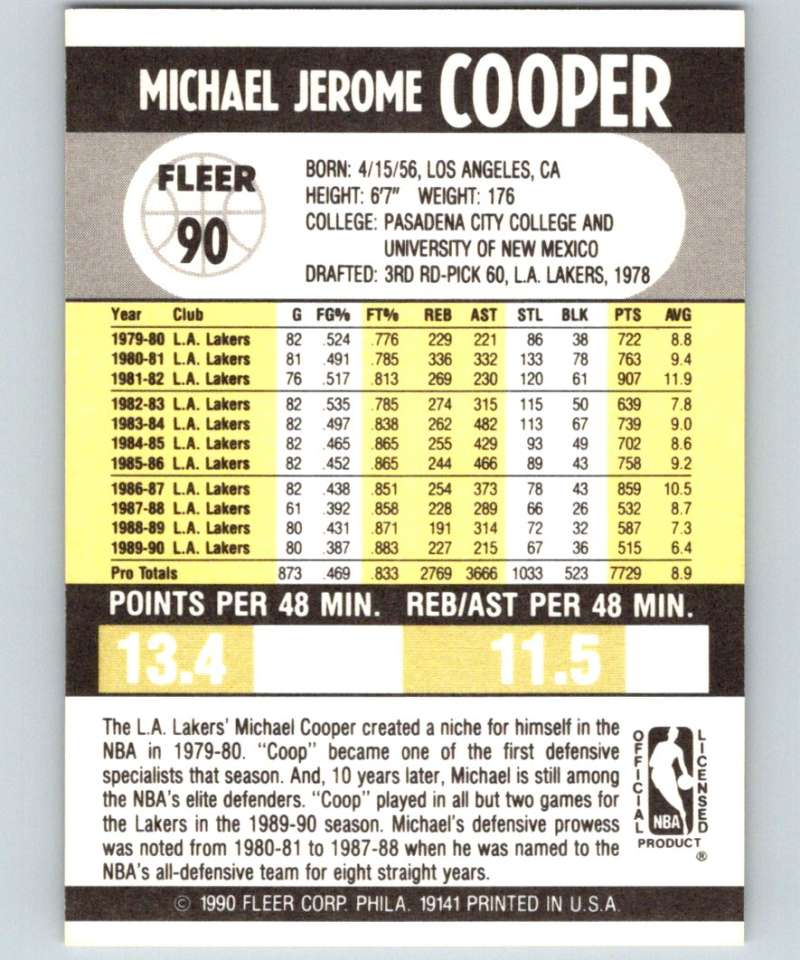 MICHAEL JEROME COOPER
FLEER
90
BORN: 4/15/56, LOS ANGELES, CA
HEIGHT: 6'7" WEIGHT: 176
COLLEGE: PASADENA CITY COLLEGE AND
UNIVERSITY OF NEW MEXICO
DRAFTED: 3RD RD-PICK 60, L.A. LAKERS, 1978
Year Club G FG% FT% REB AST STL BLK PTS AVG
1979-80 L.A. Lakers 82 .524 .776 229 221 86 38 722 8.8
1980-81 L.A. Lakers 81 .491 .785 336 332 133 78 763 9.4
1981-82 L.A. Lakers 76 .517 .813 269 230 120 61 907 11.9
1982-83 L.A. Lakers 82 .535 .785 274 315 115 50 639 7.8
1983-84 L.A. Lakers 82 .497 .838 262 482 113 67 739 9.0
1984-85 L.A. Lakers 82 .465 .865 255 429 93 49 702 8.6
1985-86 L.A. Lakers 82 .452 .865 244 466 89 43 758 9.2
1986-87 L.A. Lakers 82 .438 .851 254 373 78 43 859 10.5
1987-88 L.A. Lakers 61 .392 .858 228 289 66 26 532 8.7
1988-89 L.A. Lakers 80 .431 .871 191 314 72 32 587 7.3
1989-90 L.A. Lakers 80 .387 .883 227 215 67 36 515 6.4
Pro Totals 873 .469 .833 2769 3666 1033 523 7729 8.9
POINTS PER 48 MIN. REB/AST PER 48 MIN.
13.4 11.5
The L.A. Lakers' Michael Cooper created a niche for himself in the
NBA in 1979-80. "Coop" became one of the first defensive
specialists that season. And, 10 years later, Michael is still among
the NBA's elite defenders. "Coop" played in all but two games for
the Lakers in the 1989-90 season. Michael's defensive prowess
was noted from 1980-81 to 1987-88 when he was named to the
NBA's all-defensive team for eight straight years.
OFFICIAL
NBA
LICENSED
PRODUCT
®
© 1990 FLEER CORP. PHILA. 19141 PRINTED IN U.S.A.